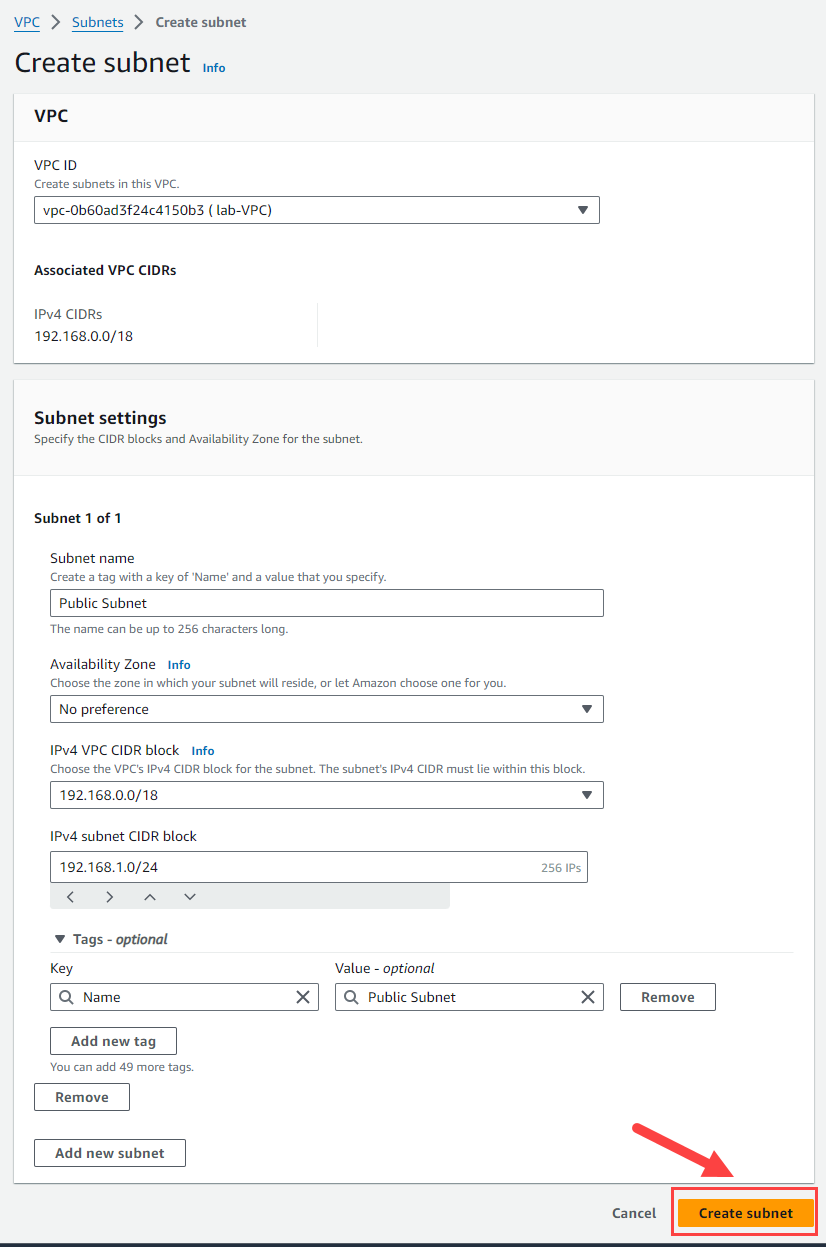 VPC > Subnets > Create subnet
Create subnet Info
VPC
VPC ID
Create subnets in this VPC.
vpc-0b60ad3f24c4150b3 ( lab-VPC)
Associated VPC CIDRs
IPv4 CIDRs
192.168.0.0/18
Subnet settings
Specify the CIDR blocks and Availability Zone for the subnet.
Subnet 1 of 1
Subnet name
Create a tag with a key of 'Name' and a value that you specify.
Public Subnet
The name can be up to 256 characters long.
Availability Zone Info
Choose the zone in which your subnet will reside, or let Amazon choose one for you.
No preference
IPv4 VPC CIDR block Info
Choose the VPC's IPv4 CIDR block for the subnet. The subnet's IPv4 CIDR must lie within this block.
192.168.0.0/18
IPv4 subnet CIDR block
192.168.1.0/24 256 IPs
Tags - optional
Key Value - optional
Name Public Subnet Remove
Add new tag
You can add 49 more tags.
Remove
Add new subnet
Cancel Create subnet